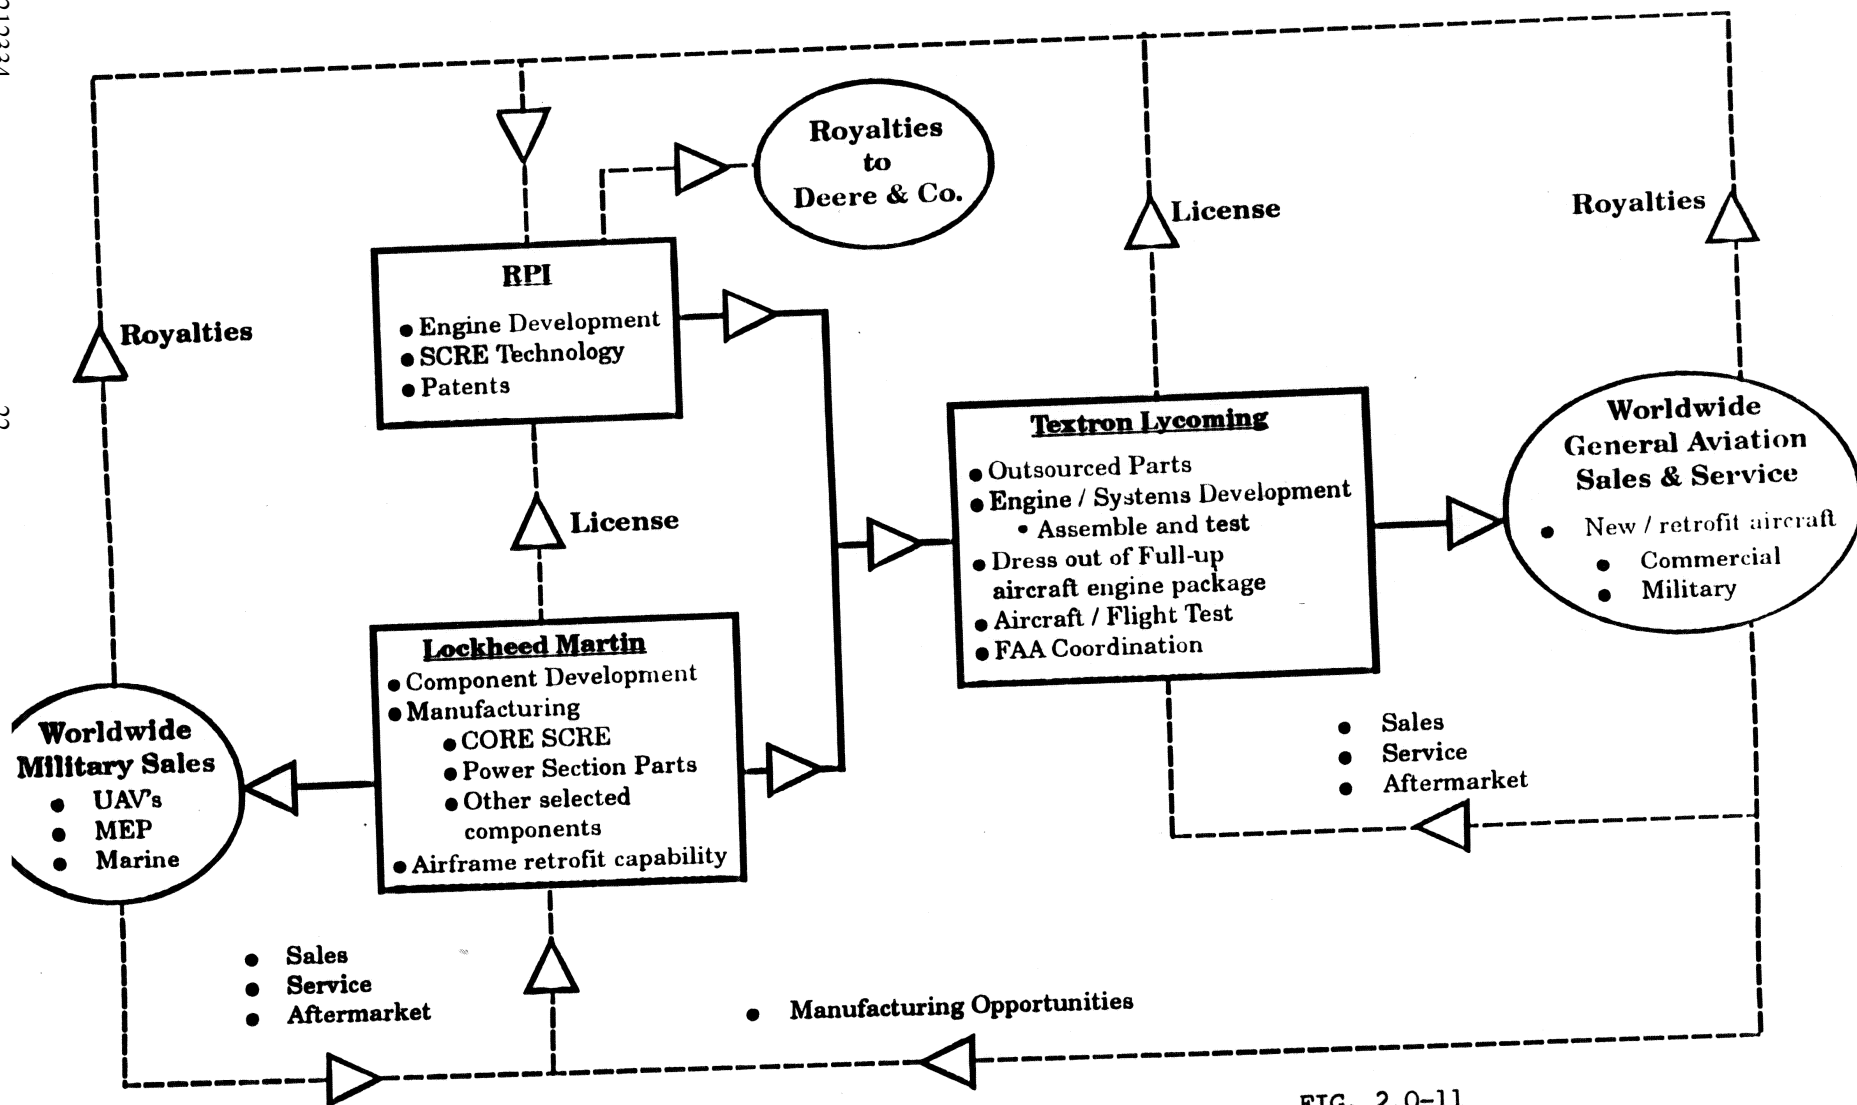 Royalties
to
Deere & Co.
License
Royalties
Royalties
RPI
● Engine Development
● SCRE Technology
● Patents
License
Textron Lycoming
● Outsourced Parts
● Engine / Systems Development
• Assemble and test
● Dress out of Full-up
aircraft engine package
● Aircraft / Flight Test
● FAA Coordination
Worldwide
General Aviation
Sales & Service
● New / retrofit aircraft
● Commercial
● Military
Lockheed Martin
● Component Development
● Manufacturing
● CORE SCRE
● Power Section Parts
● Other selected
components
● Airframe retrofit capability
Worldwide
Military Sales
● UAV's
● MEP
● Marine
● Sales
● Service
● Aftermarket
● Sales
● Service
● Aftermarket
● Manufacturing Opportunities
FIG. 2.0-11